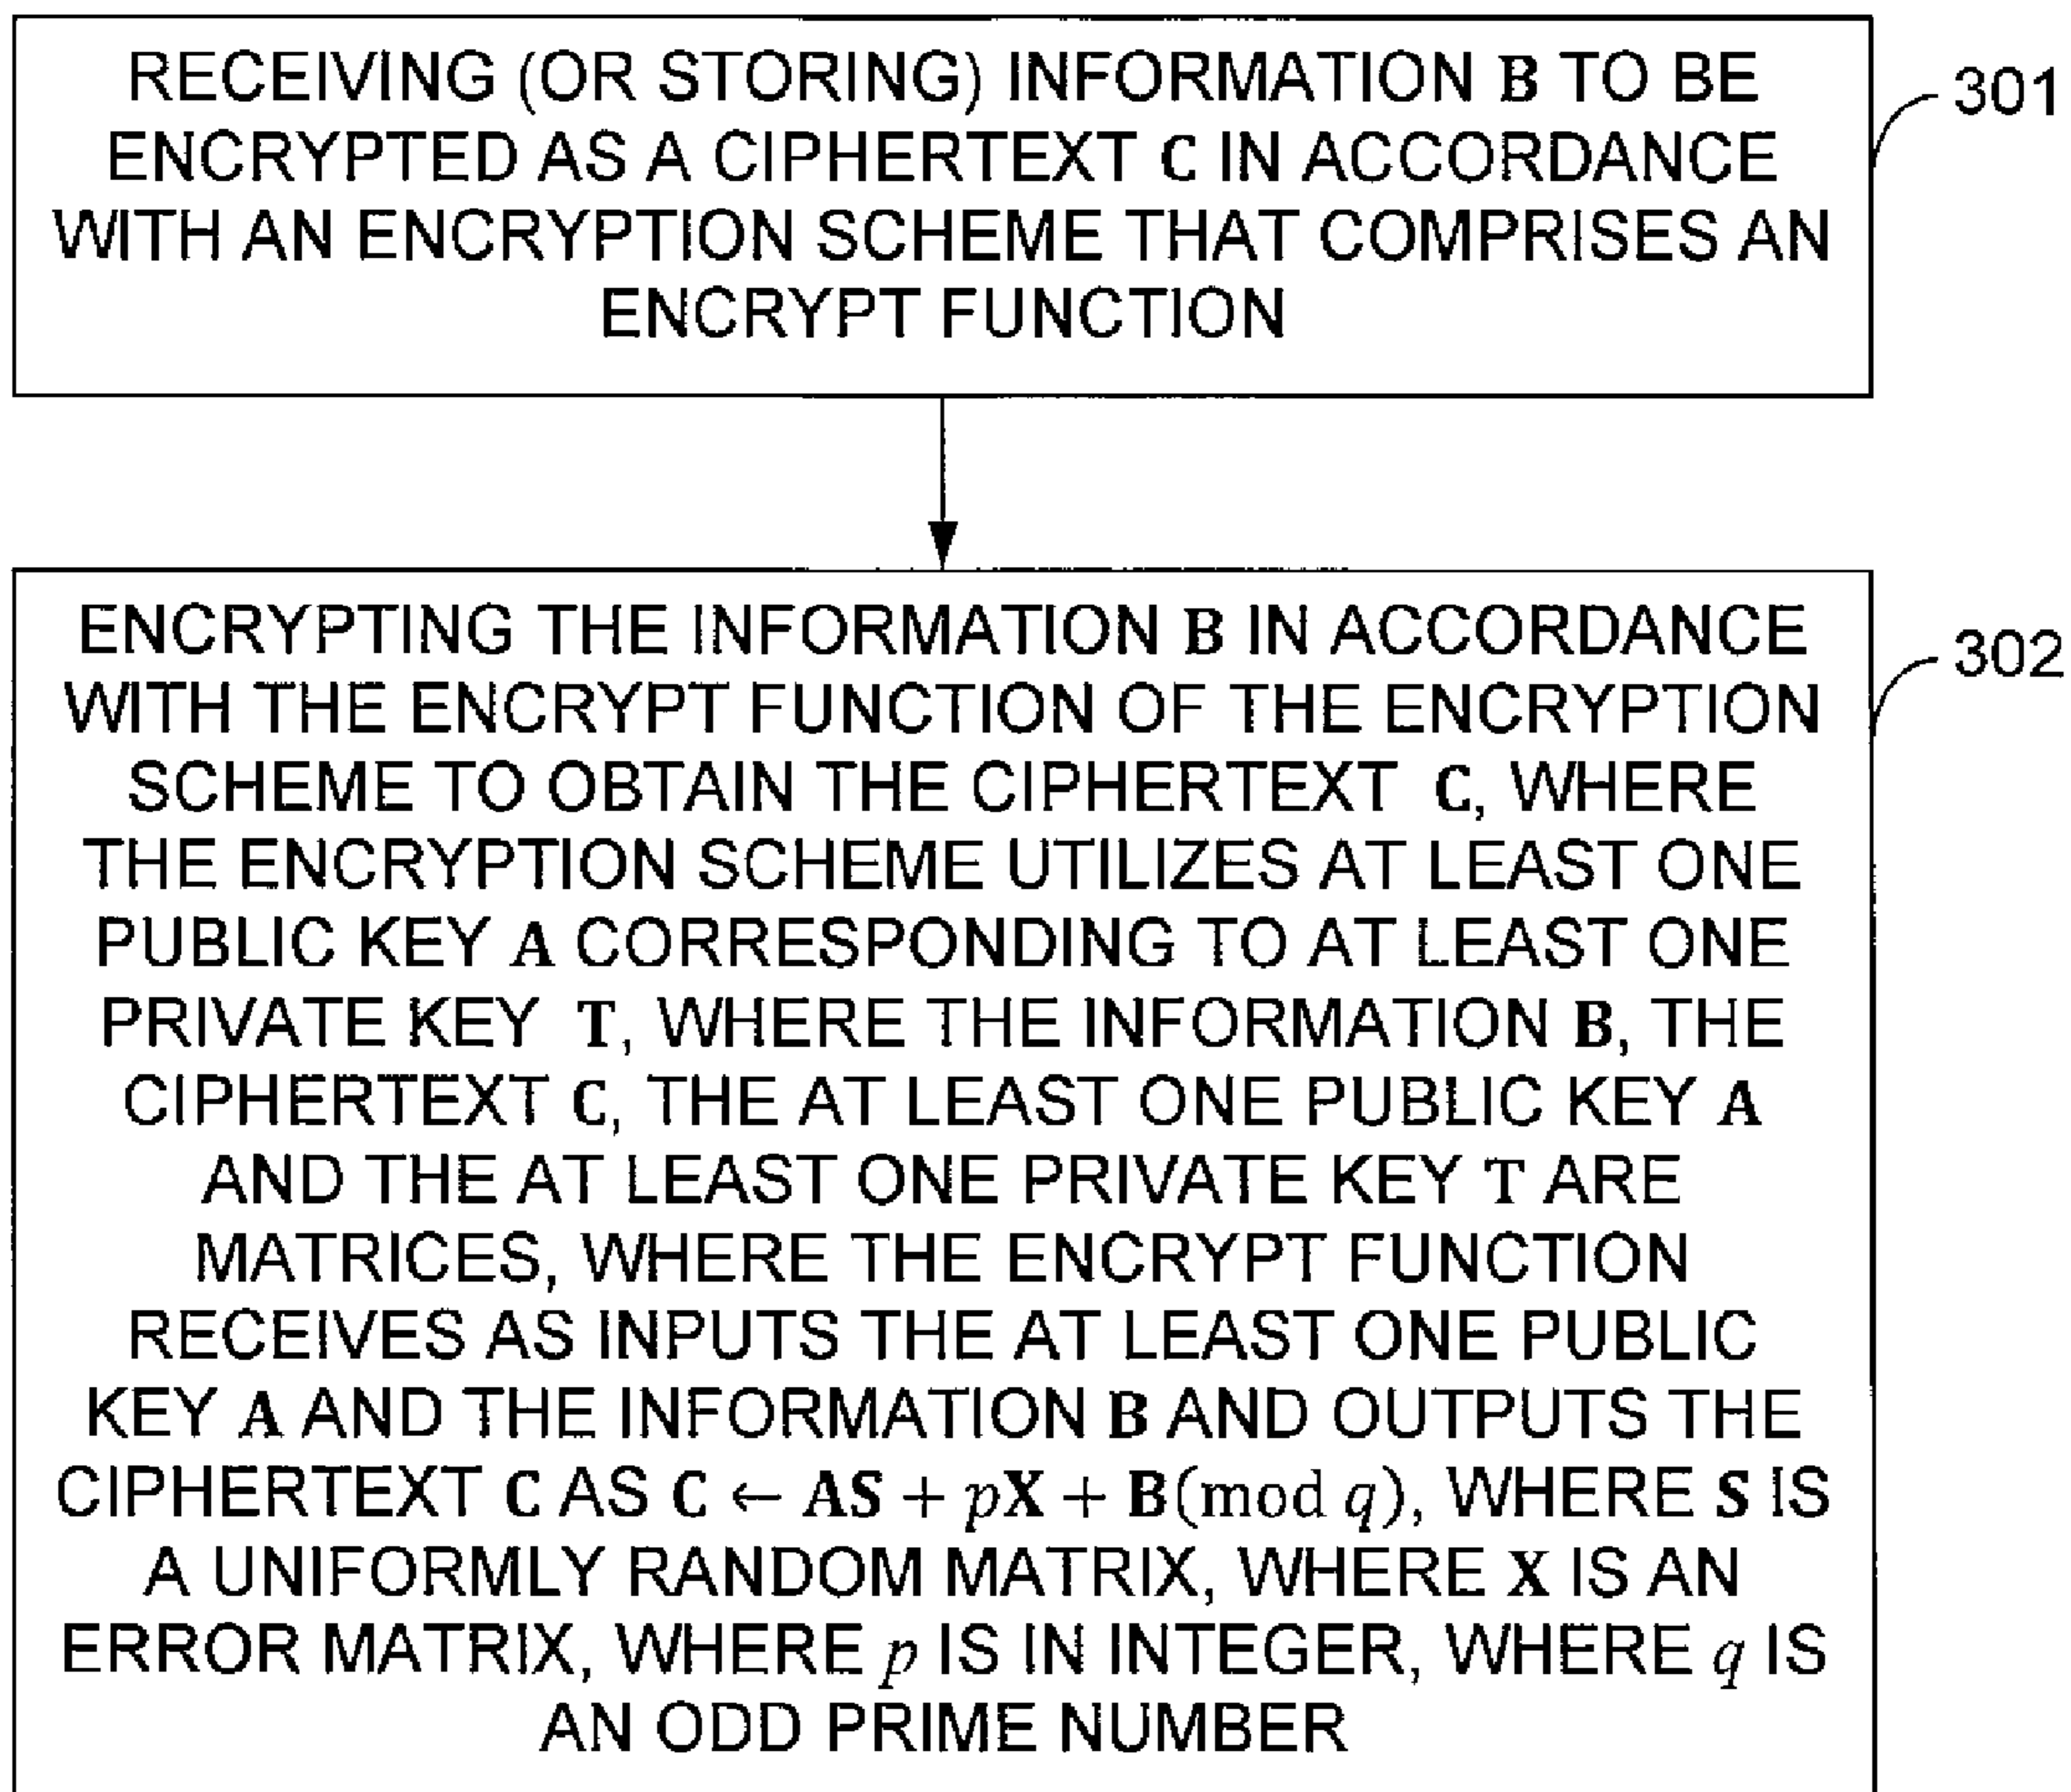 RECEIVING (OR STORING) INFORMATION B TO BE
ENCRYPTED AS A CIPHERTEXT C IN ACCORDANCE
WITH AN ENCRYPTION SCHEME THAT COMPRISES AN
ENCRYPT FUNCTION
301
ENCRYPTING THE INFORMATION B IN ACCORDANCE
WITH THE ENCRYPT FUNCTION OF THE ENCRYPTION
SCHEME TO OBTAIN THE CIPHERTEXT C, WHERE
THE ENCRYPTION SCHEME UTILIZES AT LEAST ONE
PUBLIC KEY A CORRESPONDING TO AT LEAST ONE
PRIVATE KEY T, WHERE THE INFORMATION B, THE
CIPHERTEXT C, THE AT LEAST ONE PUBLIC KEY A
AND THE AT LEAST ONE PRIVATE KEY T ARE
MATRICES, WHERE THE ENCRYPT FUNCTION
RECEIVES AS INPUTS THE AT LEAST ONE PUBLIC
KEY A AND THE INFORMATION B AND OUTPUTS THE
CIPHERTEXT C AS C ← AS + pX + B(mod q), WHERE S IS
A UNIFORMLY RANDOM MATRIX, WHERE X IS AN
ERROR MATRIX, WHERE p IS IN INTEGER, WHERE q IS
AN ODD PRIME NUMBER
302